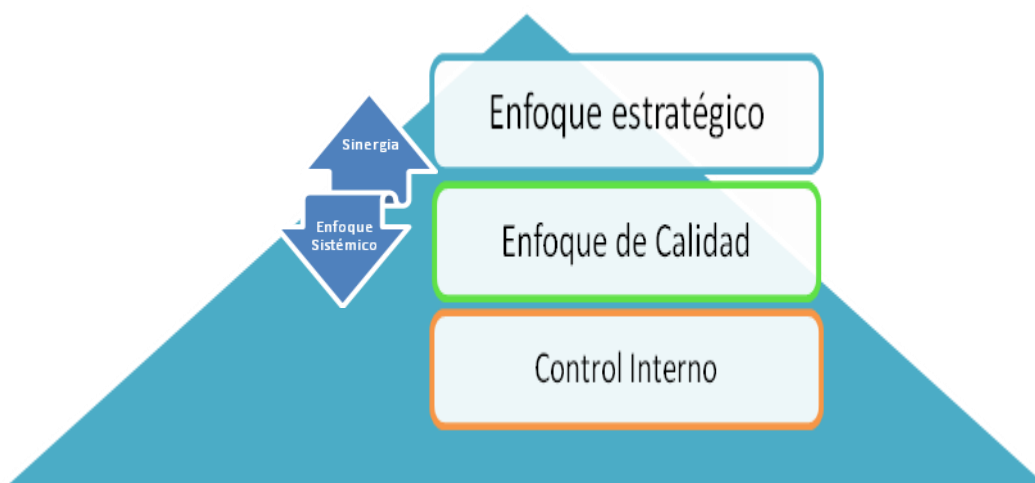 Enfoque estratégico
Sinergia
Enfoque
Sistémico
Enfoque de Calidad
Control Interno